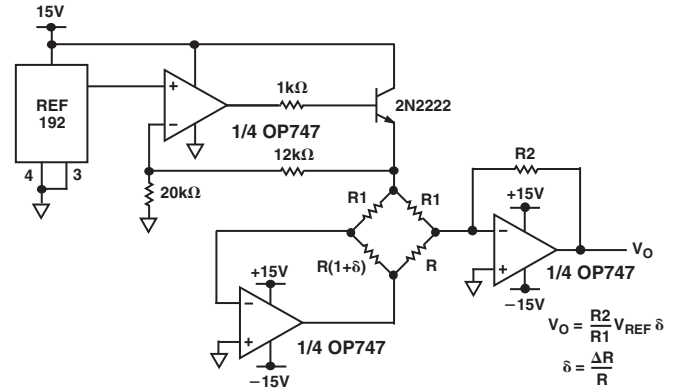 15V
REF
192
4
3
+
−
1/4 OP747
1kΩ
2N2222
12kΩ
20kΩ
R1
R1
R(1+δ)
R
R2
+15V
−
+
1/4 OP747
−15V
V_O
+15V
−
+
1/4 OP747
−15V
V_O = R2/R1 V_REF δ
δ = ΔR/R